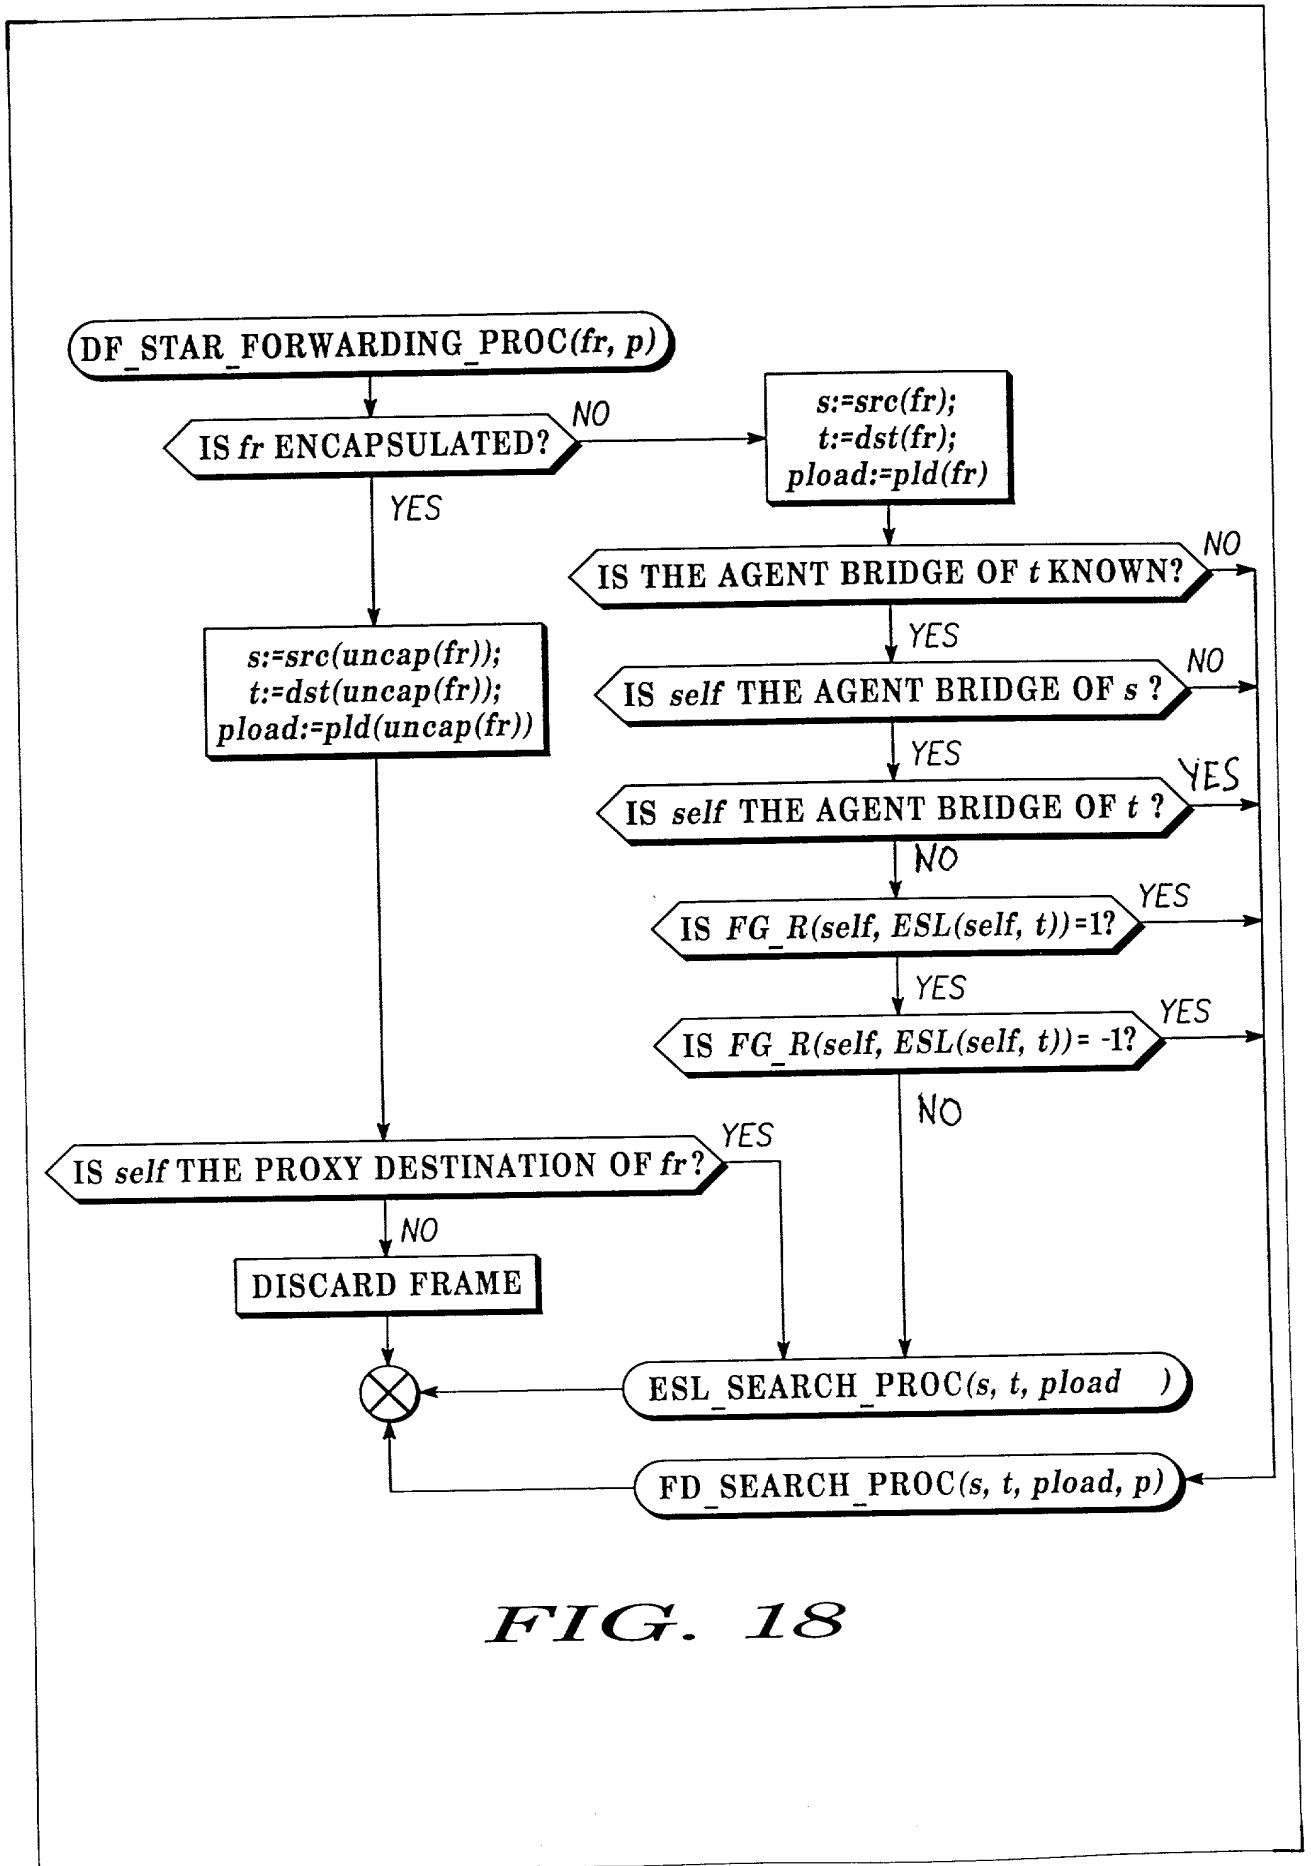 DF_STAR_FORWARDING_PROC(fr, p)
IS fr ENCAPSULATED?
NO
YES
s:=src(fr);
t:=dst(fr);
pload:=pld(fr)
IS THE AGENT BRIDGE OF t KNOWN?
NO
YES
s:=src(uncap(fr));
t:=dst(uncap(fr));
pload:=pld(uncap(fr))
IS self THE AGENT BRIDGE OF s ?
NO
YES
IS self THE AGENT BRIDGE OF t ?
YES
NO
IS FG_R(self, ESL(self, t))=1?
YES
YES
IS FG_R(self, ESL(self, t))= -1?
YES
NO
IS self THE PROXY DESTINATION OF fr?
YES
NO
DISCARD FRAME
ESL_SEARCH_PROC(s, t, pload )
FD_SEARCH_PROC(s, t, pload, p)
FIG. 18